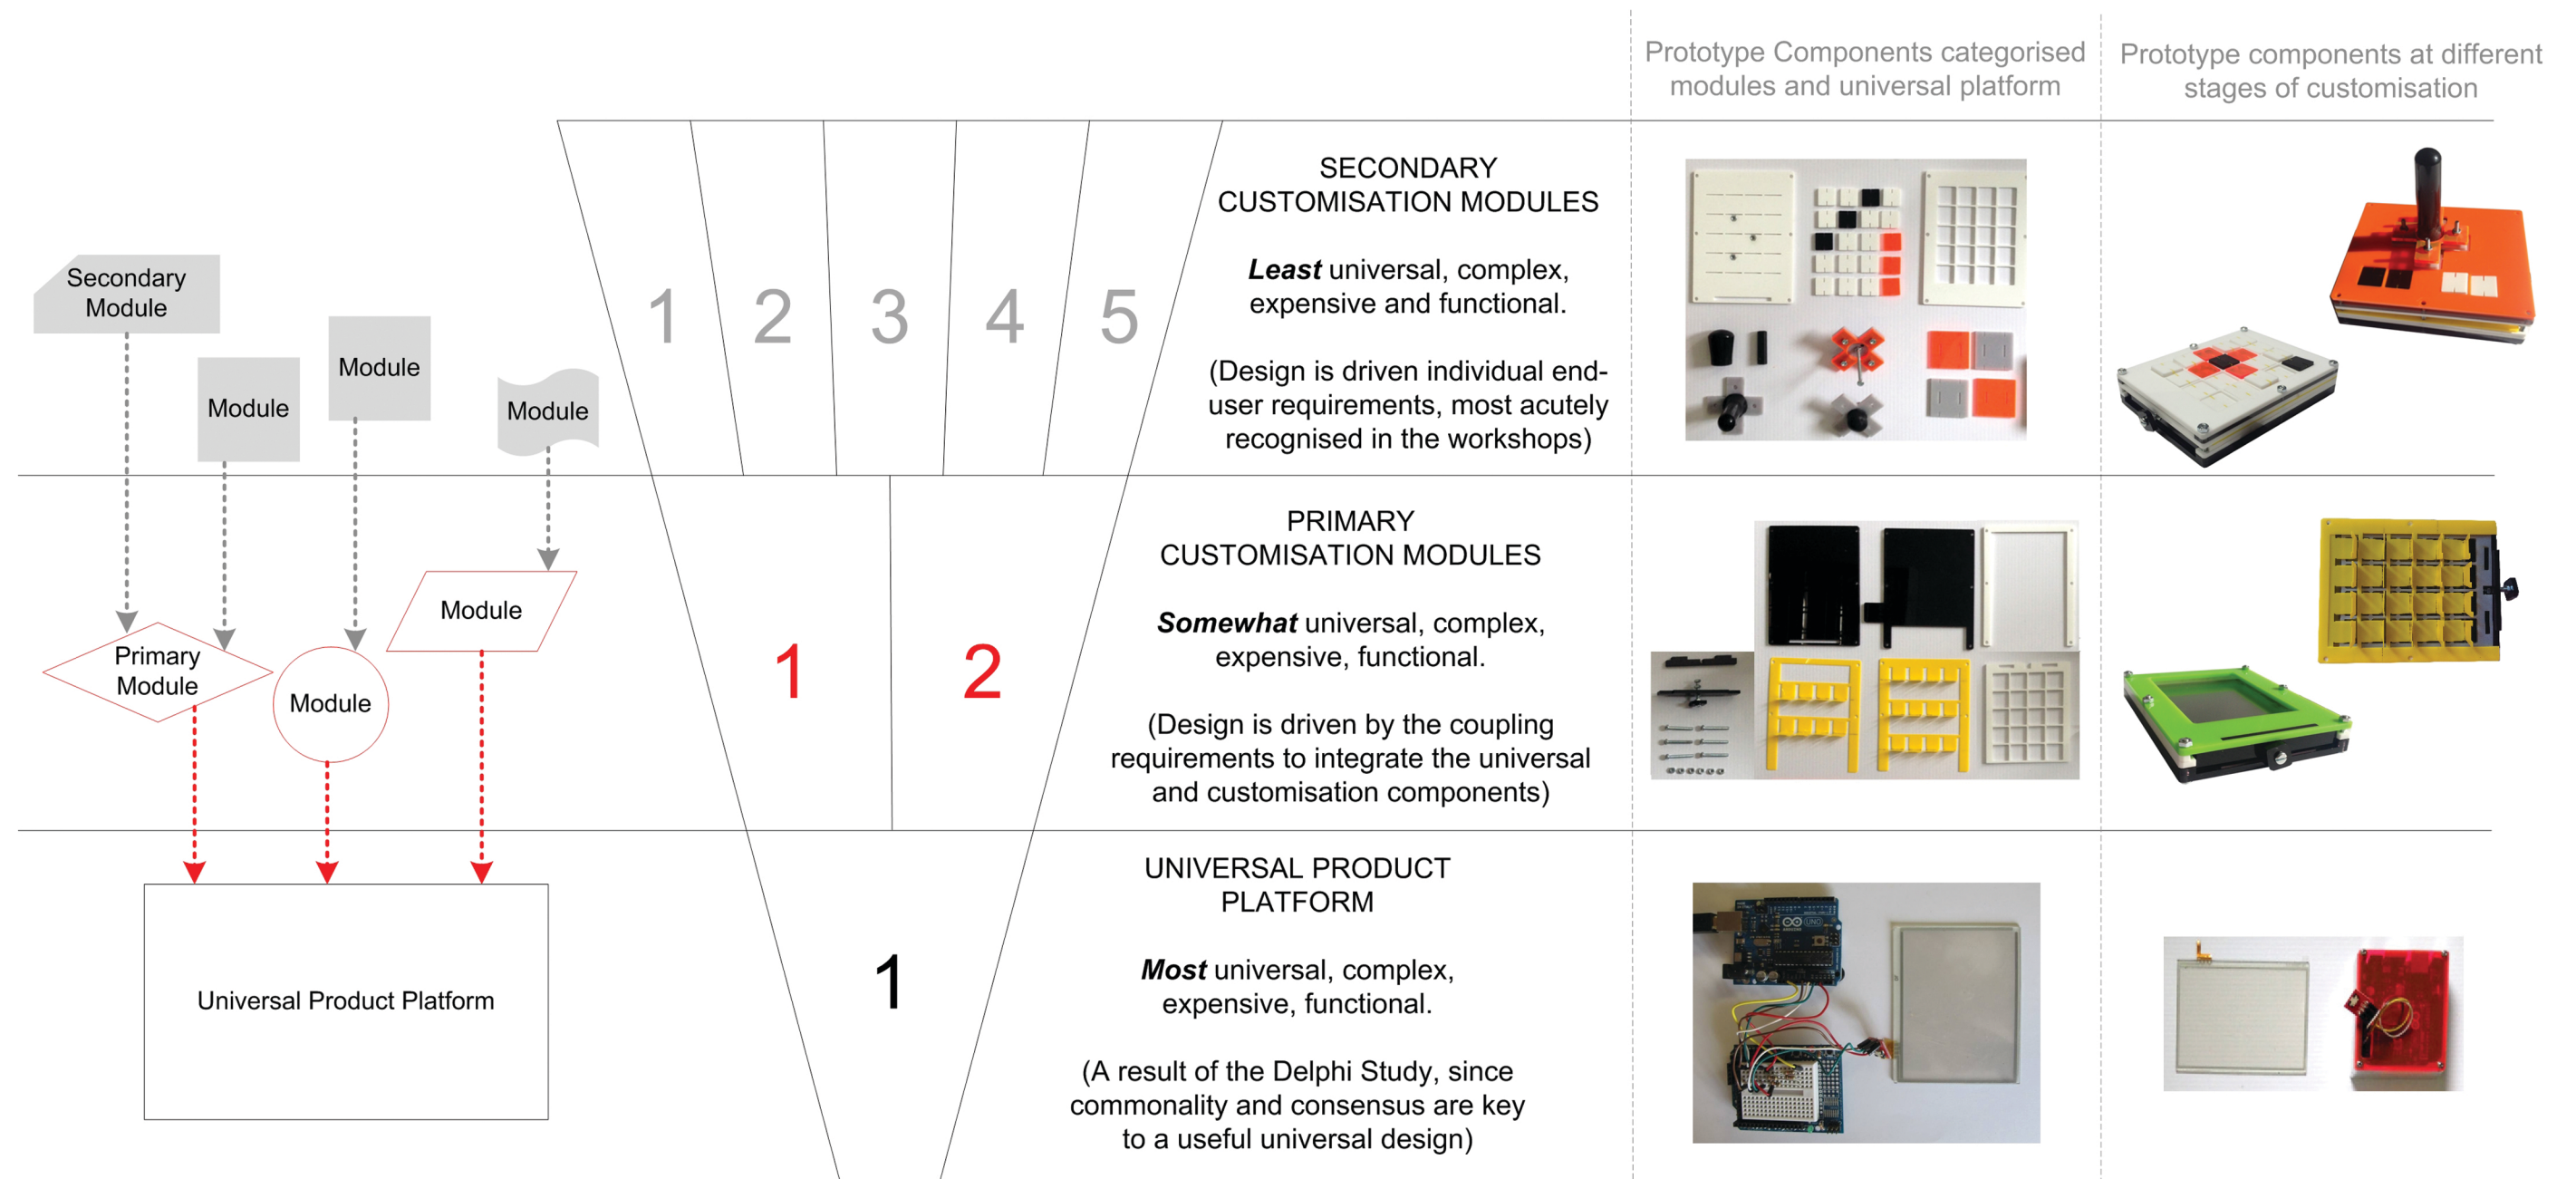 Prototype Components categorised
modules and universal platform
Prototype components at different
stages of customisation
Secondary
Module
Module
Module
Module
1
2
3
4
5
SECONDARY
CUSTOMISATION MODULES
Least universal, complex,
expensive and functional.
(Design is driven individual end-
user requirements, most acutely
recognised in the workshops)
Primary
Module
Module
Module
1
2
PRIMARY
CUSTOMISATION MODULES
Somewhat universal, complex,
expensive, functional.
(Design is driven by the coupling
requirements to integrate the universal
and customisation components)
Universal Product Platform
1
UNIVERSAL PRODUCT
PLATFORM
Most universal, complex,
expensive, functional.
(A result of the Delphi Study, since
commonality and consensus are key
to a useful universal design)
UNO